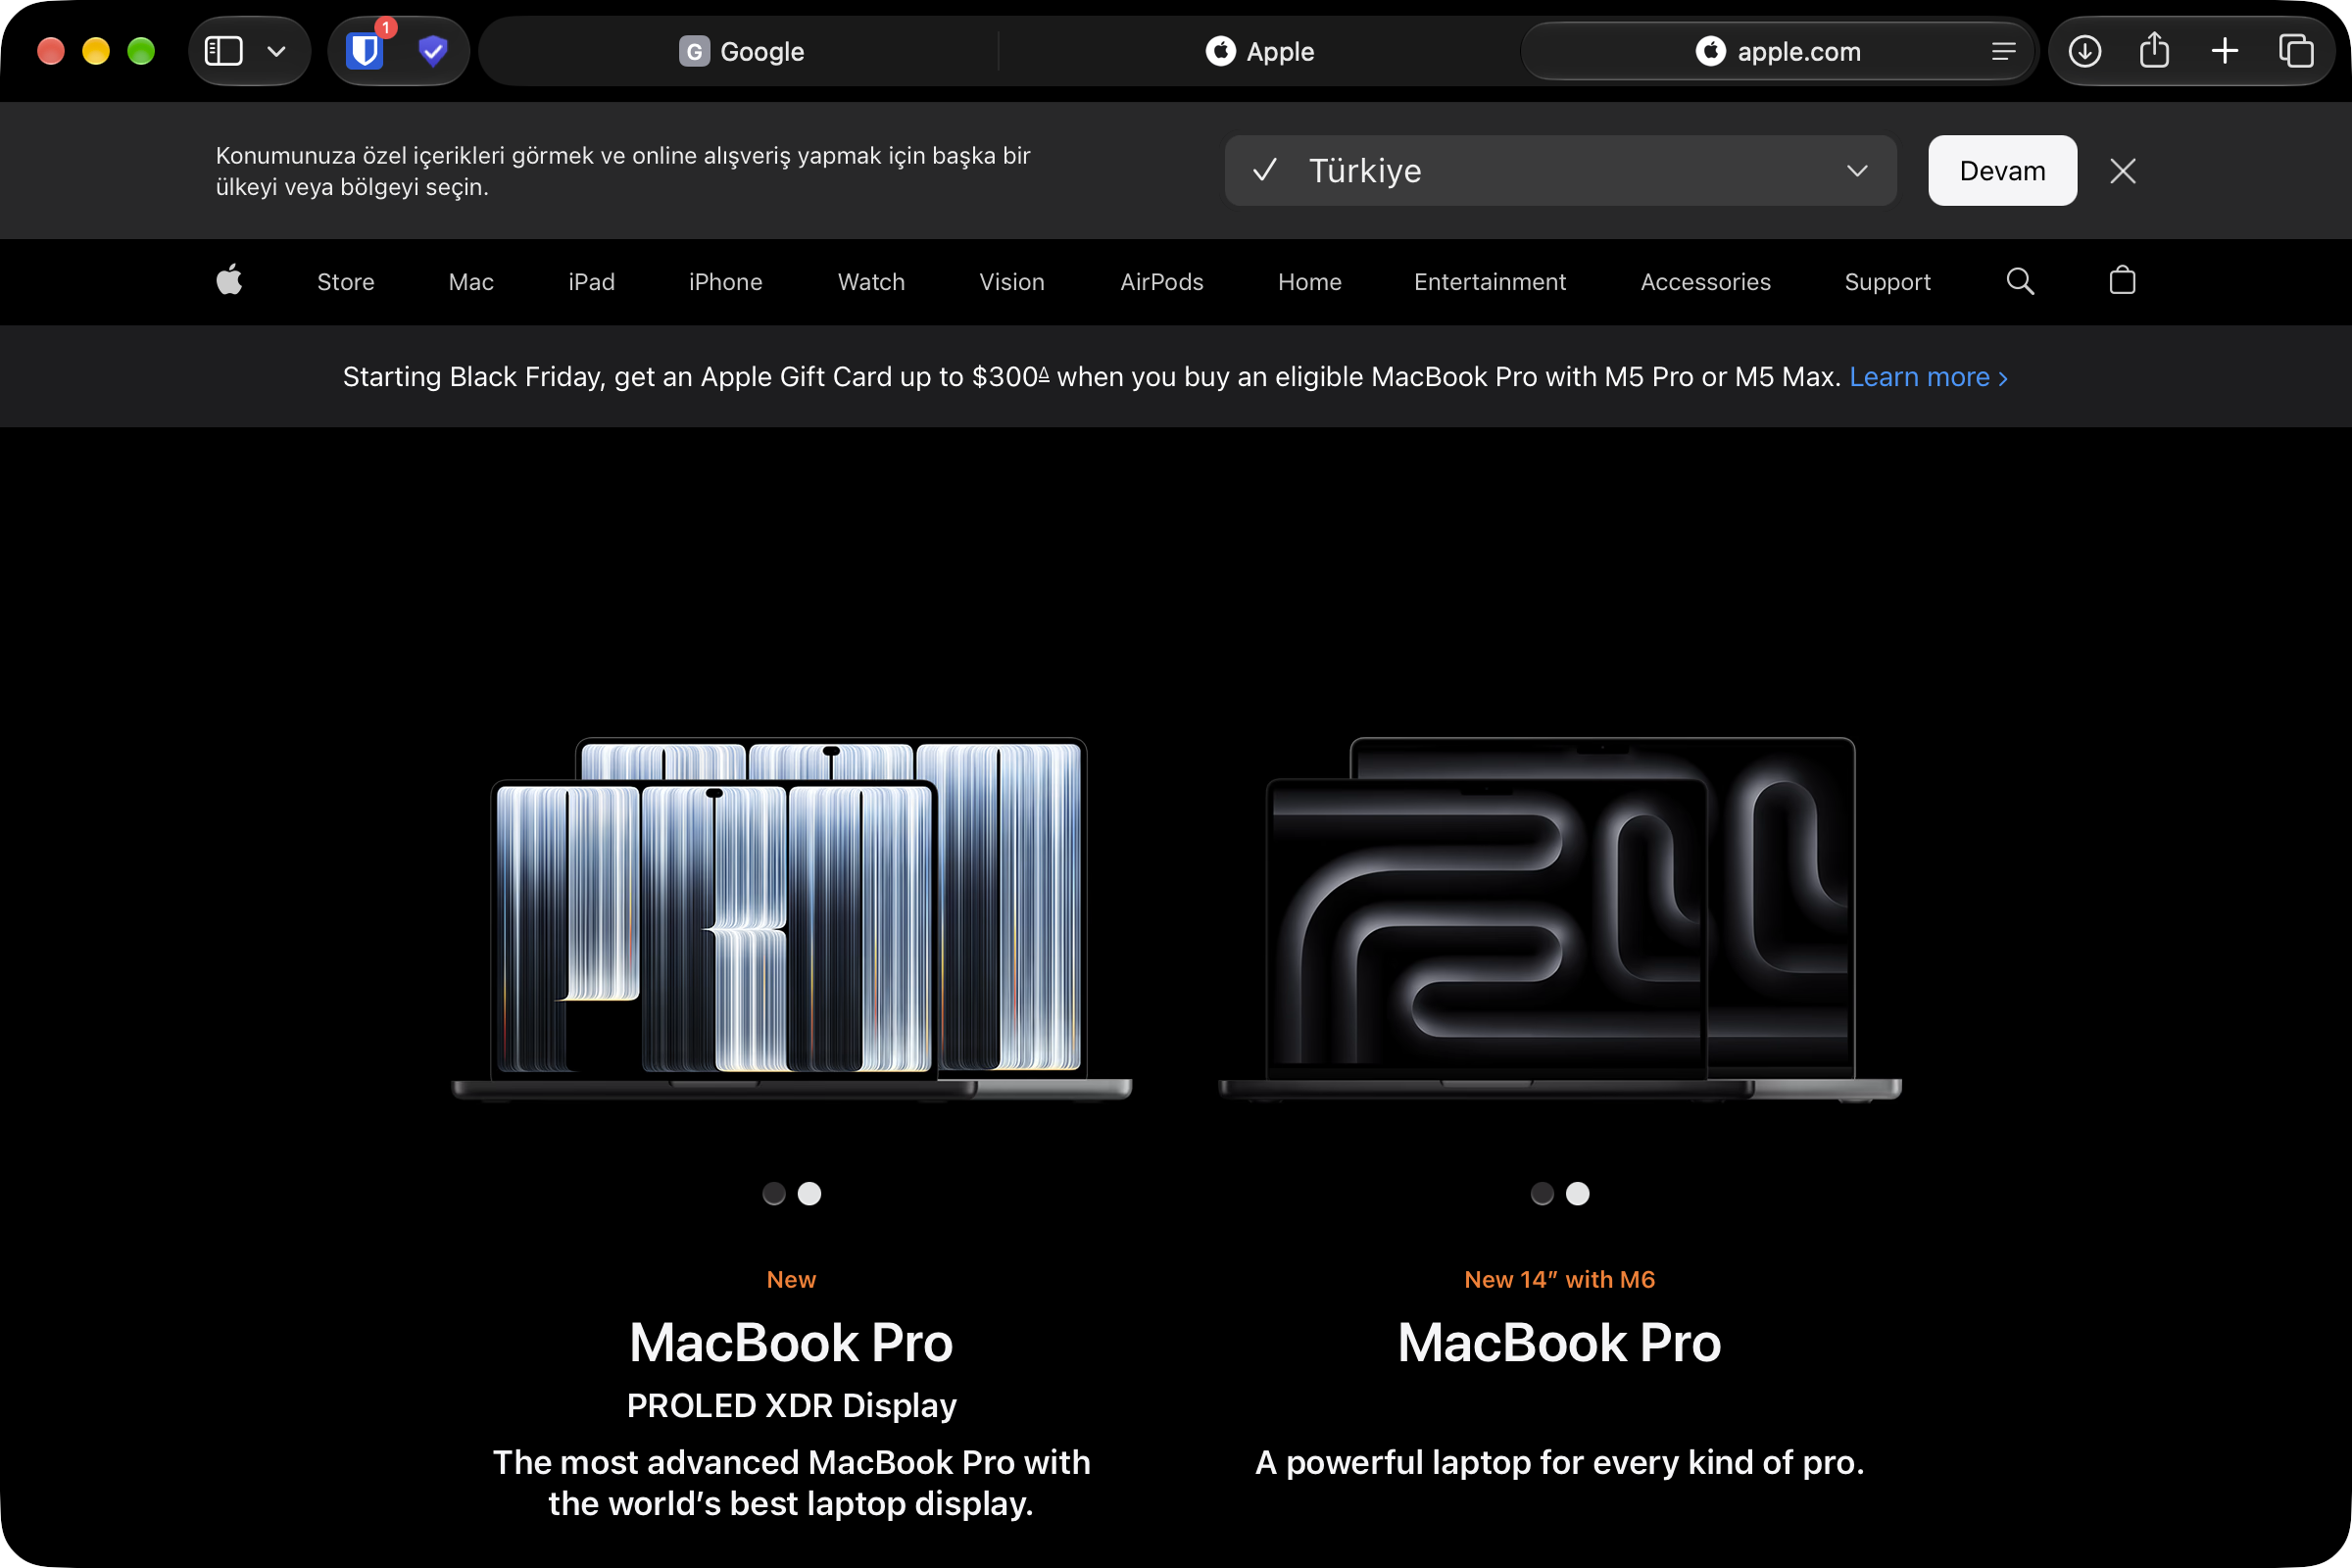 1
G Google
Apple
apple.com
Konumunuza özel içerikleri görmek ve online alışveriş yapmak için başka bir
ülkeyi veya bölgeyi seçin.
Türkiye
Devam
Store Mac iPad iPhone Watch Vision AirPods Home Entertainment Accessories Support
Starting Black Friday, get an Apple Gift Card up to $300∆ when you buy an eligible MacBook Pro with M5 Pro or M5 Max. Learn more >
New
MacBook Pro
PROLED XDR Display
The most advanced MacBook Pro with
the world’s best laptop display.
New 14” with M6
MacBook Pro
A powerful laptop for every kind of pro.